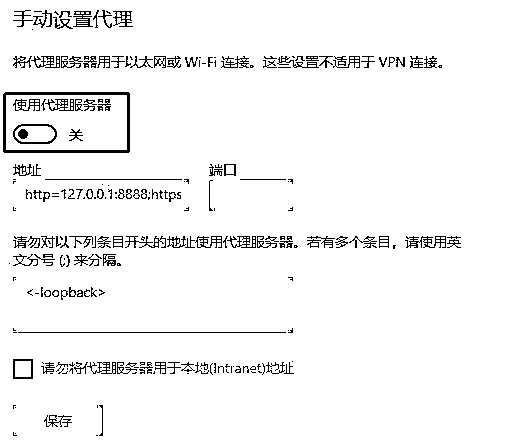 手动设置代理
将代理服务器用于以太网或 Wi-Fi 连接。这些设置不适用于 VPN 连接。
使用代理服务器
关
地址 端口
http=127.0.0.1:8888;https
请勿对以下列条目开头的地址使用代理服务器。若有多个条目，请使用英
文分号 (;) 来分隔。
<-loopback>
请勿将代理服务器用于本地(Intranet)地址
保存